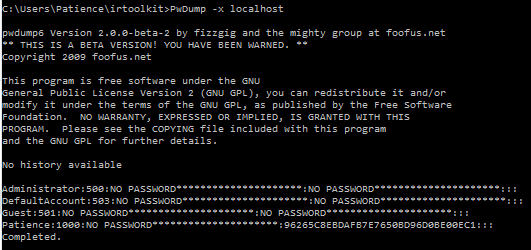 C:\Users\Patience\irtoolkit>PwDump -x localhost
pwdump6 Version 2.0.0-beta-2 by fizzgig and the mighty group at foofus.net
** THIS IS A BETA VERSION! YOU HAVE BEEN WARNED. **
Copyright 2009 foofus.net
This program is free software under the GNU
General Public License Version 2 (GNU GPL), you can redistribute it and/or
modify it under the terms of the GNU GPL, as published by the Free Software
Foundation.  NO WARRANTY, EXPRESSED OR IMPLIED, IS GRANTED WITH THIS
PROGRAM.  Please see the COPYING file included with this program
and the GNU GPL for further details.
No history available
Administrator:500:NO PASSWORD*********************:NO PASSWORD*********************:::
DefaultAccount:503:NO PASSWORD*********************:NO PASSWORD*********************:::
Guest:501:NO PASSWORD*********************:NO PASSWORD*********************:::
Patience:1000:NO PASSWORD*********************:96265C8EBDAFB7E7650BD96D0BE00EC1:::
Completed.